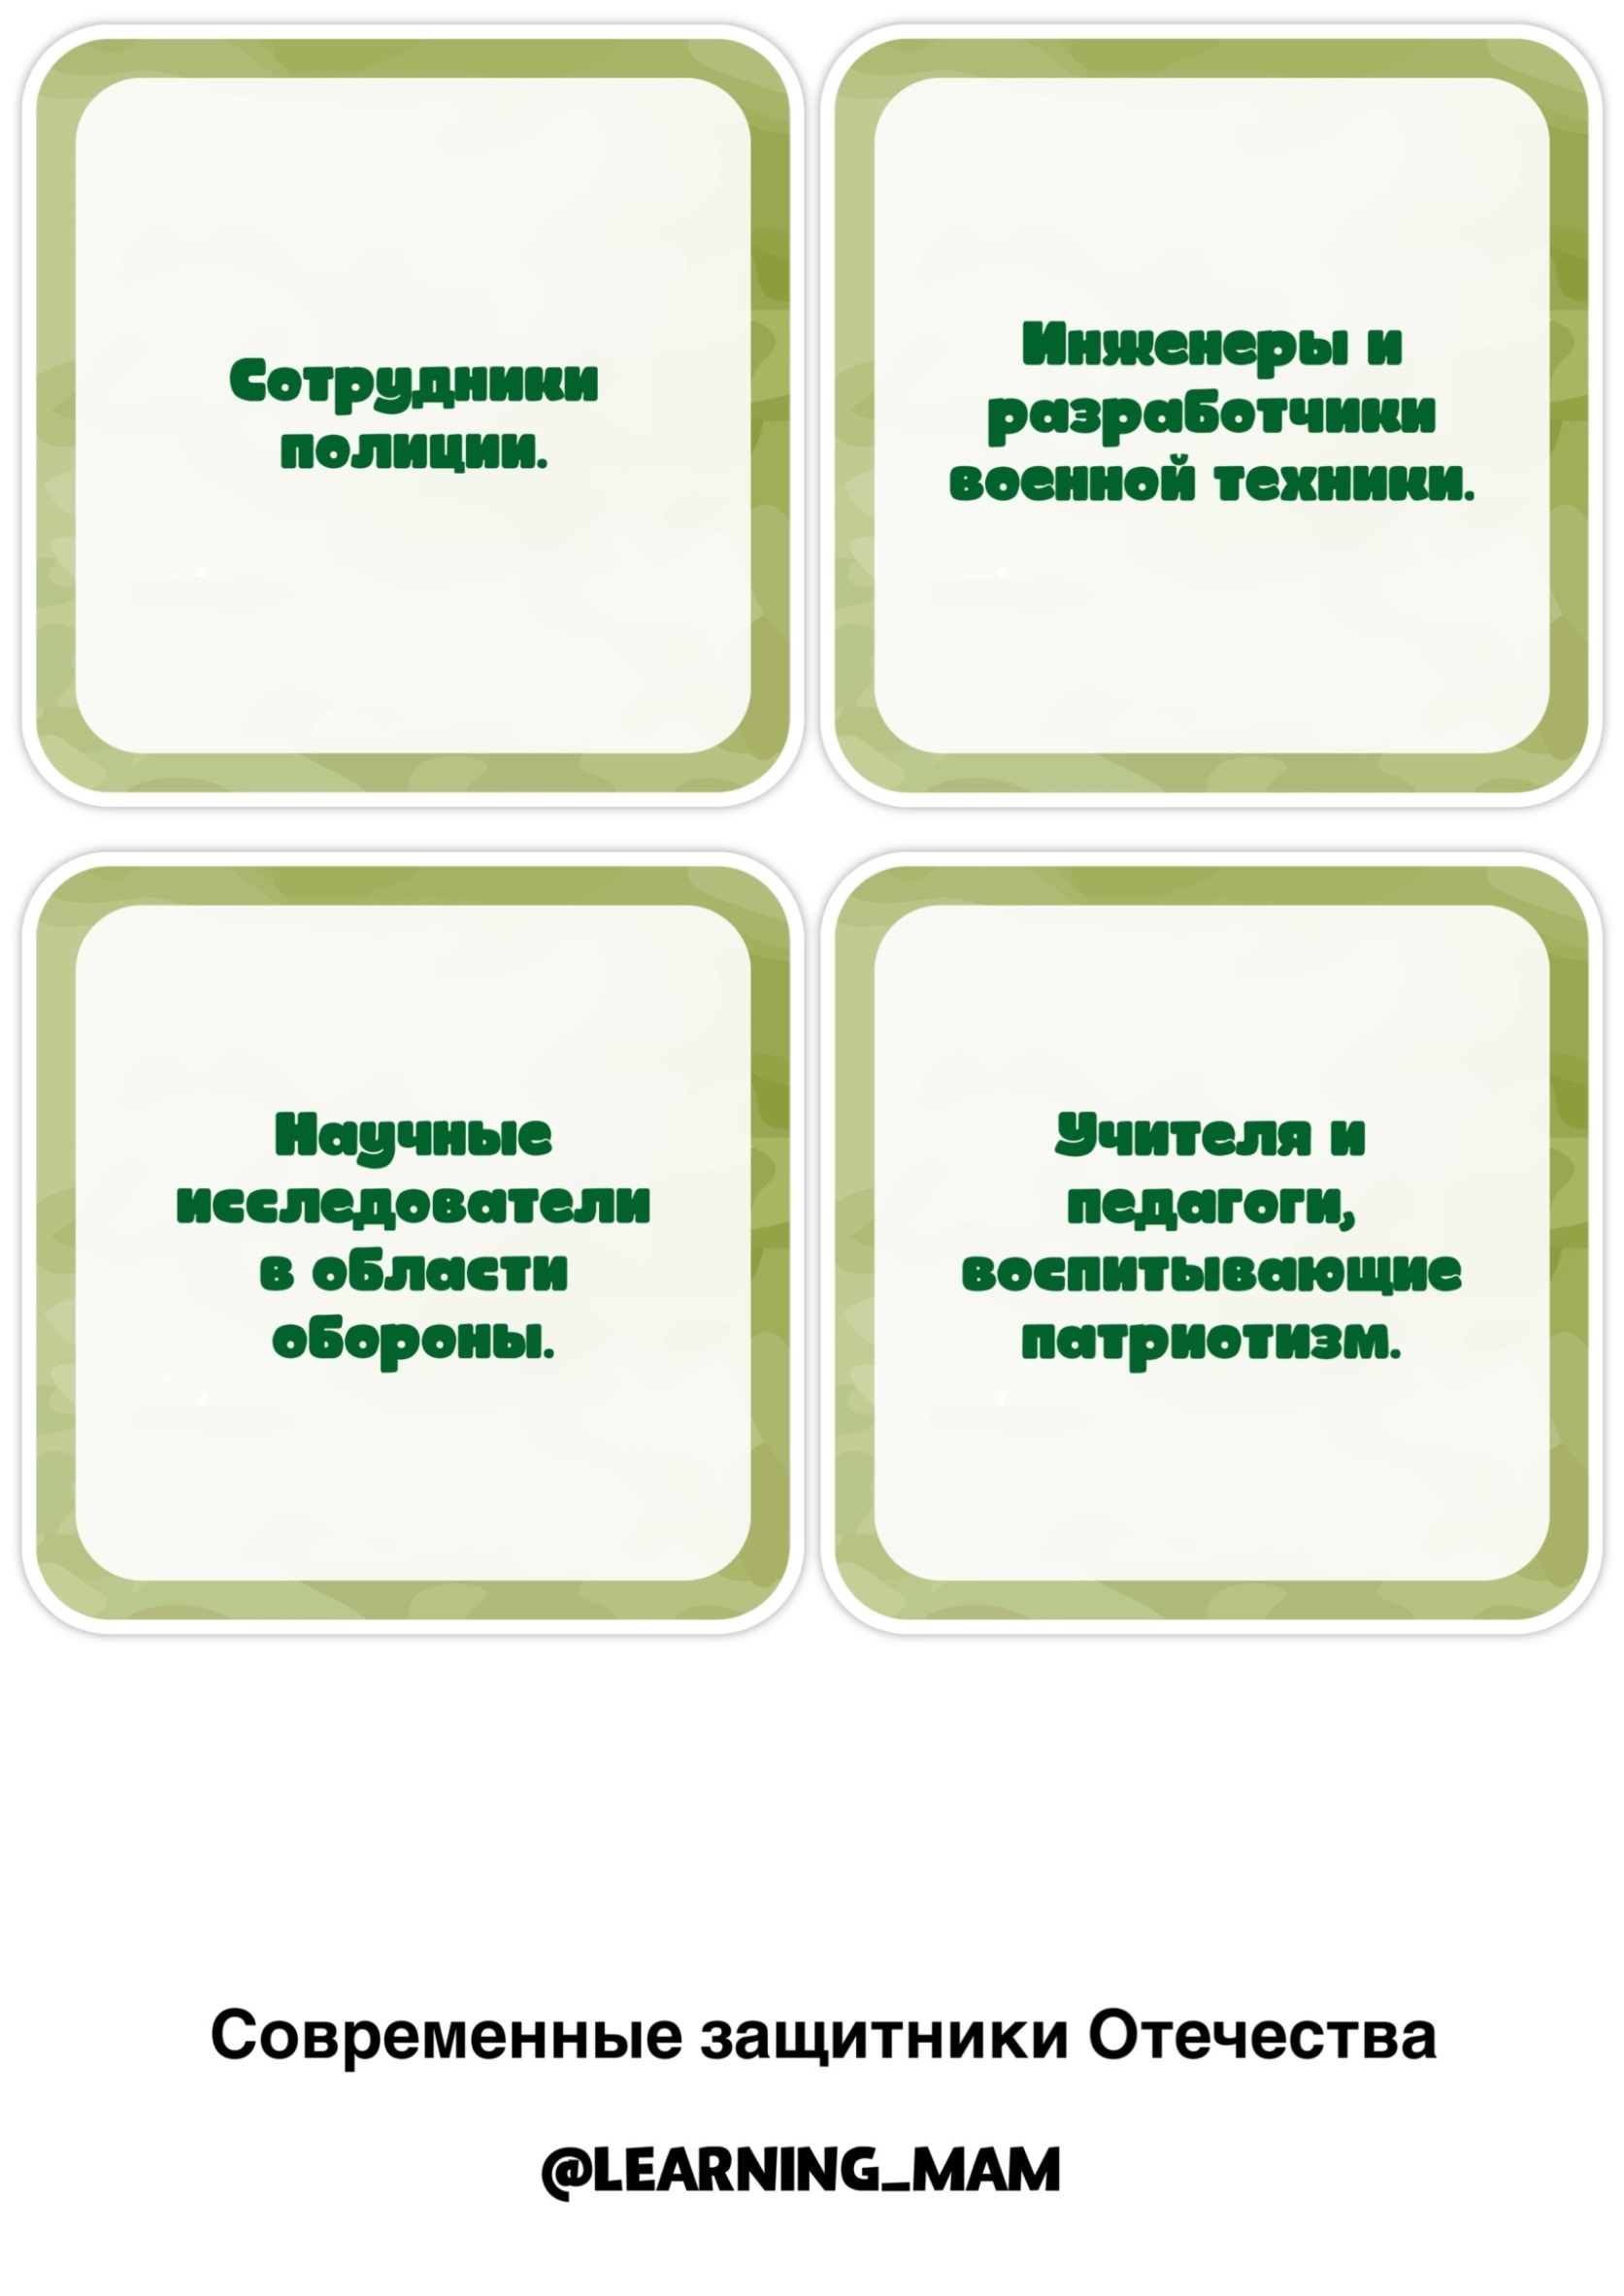 Сотрудники
полиции.
Инженеры и
разработчики
военной техники.
Научные
исследователи
в области
обороны.
Учителя и
педагоги,
воспитывающие
патриотизм.
Современные защитники Отечества
@LEARNING_MAM